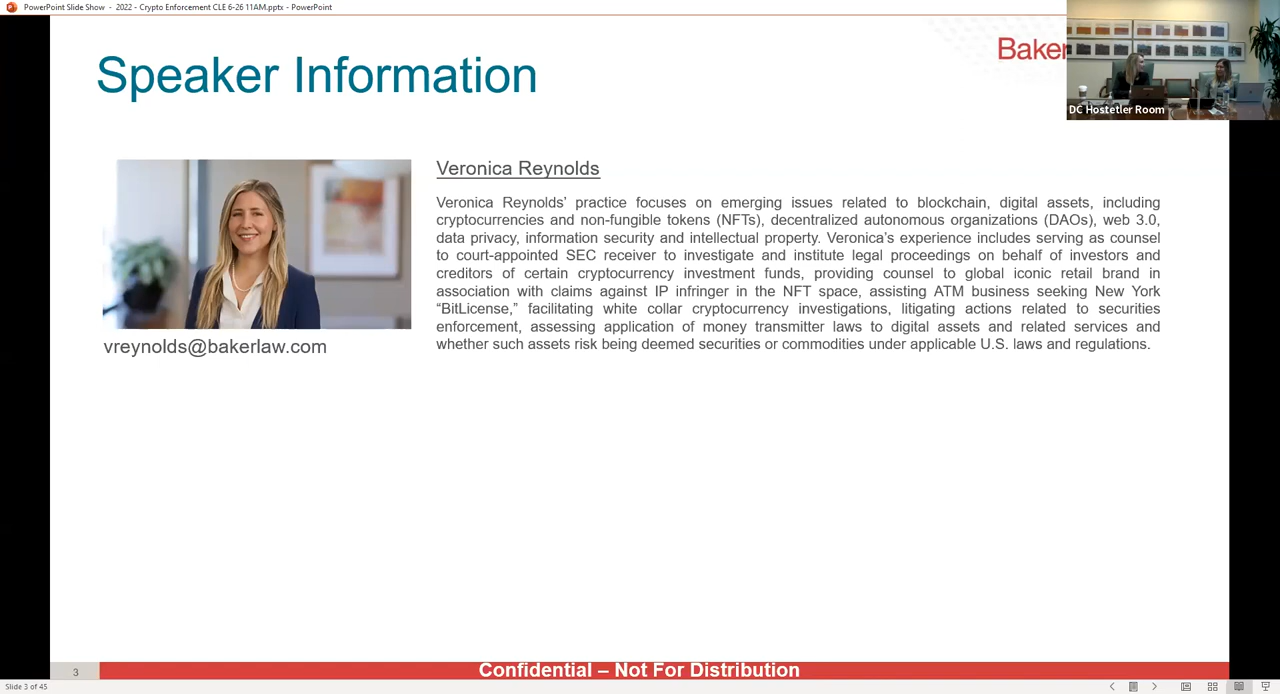 PowerPoint Slide Show - 2022 - Crypto Enforcement CLE 6-26 11AM.pptx - PowerPoint
Speaker Information
Baker
DC Hostetler Room
Veronica Reynolds
Veronica Reynolds’ practice focuses on emerging issues related to blockchain, digital assets, including
cryptocurrencies and non-fungible tokens (NFTs), decentralized autonomous organizations (DAOs), web 3.0,
data privacy, information security and intellectual property. Veronica’s experience includes serving as counsel
to court-appointed SEC receiver to investigate and institute legal proceedings on behalf of investors and
creditors of certain cryptocurrency investment funds, providing counsel to global iconic retail brand in
association with claims against IP infringer in the NFT space, assisting ATM business seeking New York
“BitLicense,” facilitating white collar cryptocurrency investigations, litigating actions related to securities
enforcement, assessing application of money transmitter laws to digital assets and related services and
whether such assets risk being deemed securities or commodities under applicable U.S. laws and regulations.
vreynolds@bakerlaw.com
3
Confidential – Not For Distribution
Slide 3 of 45